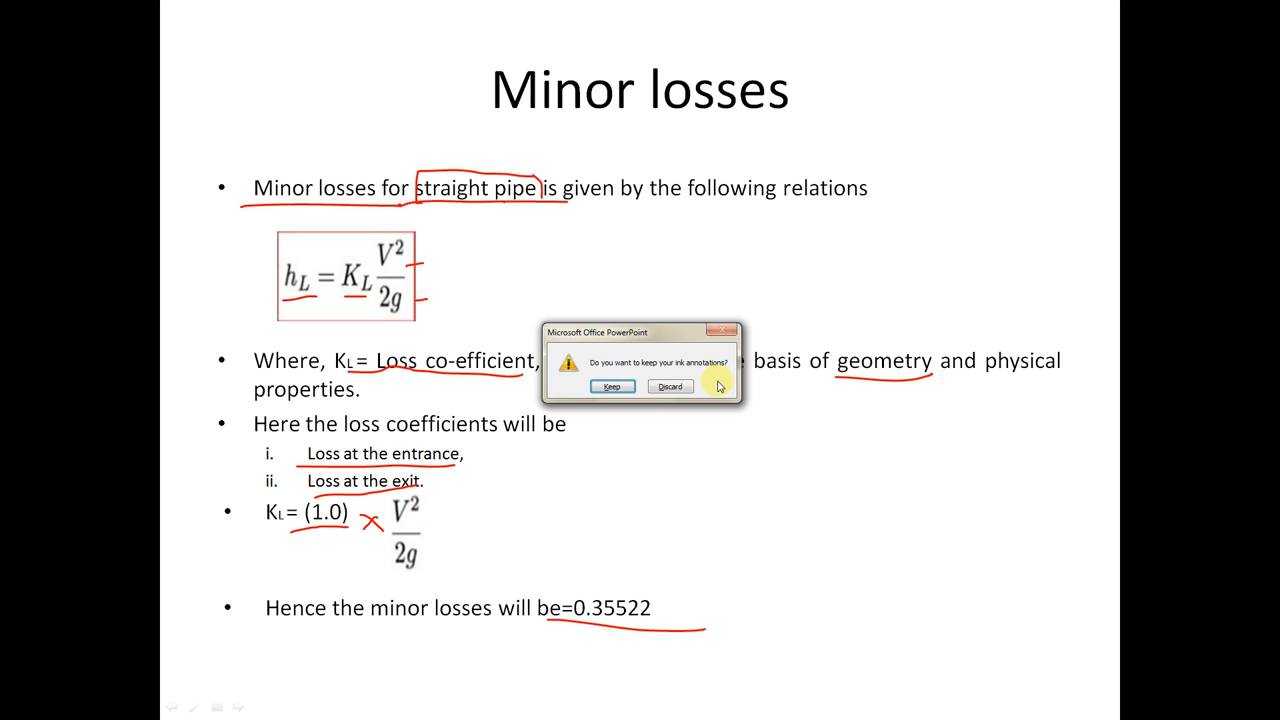 Minor losses
• Minor losses for straight pipe is given by the following relations
h_L = K_L V²/2g
Microsoft Office PowerPoint
Do you want to keep your ink annotations?
Keep Discard
• Where, KL= Loss co-efficient, basis of geometry and physical
properties.
• Here the loss coefficients will be
i. Loss at the entrance,
ii. Loss at the exit.
• KL= (1.0) × V²/2g
• Hence the minor losses will be=0.35522